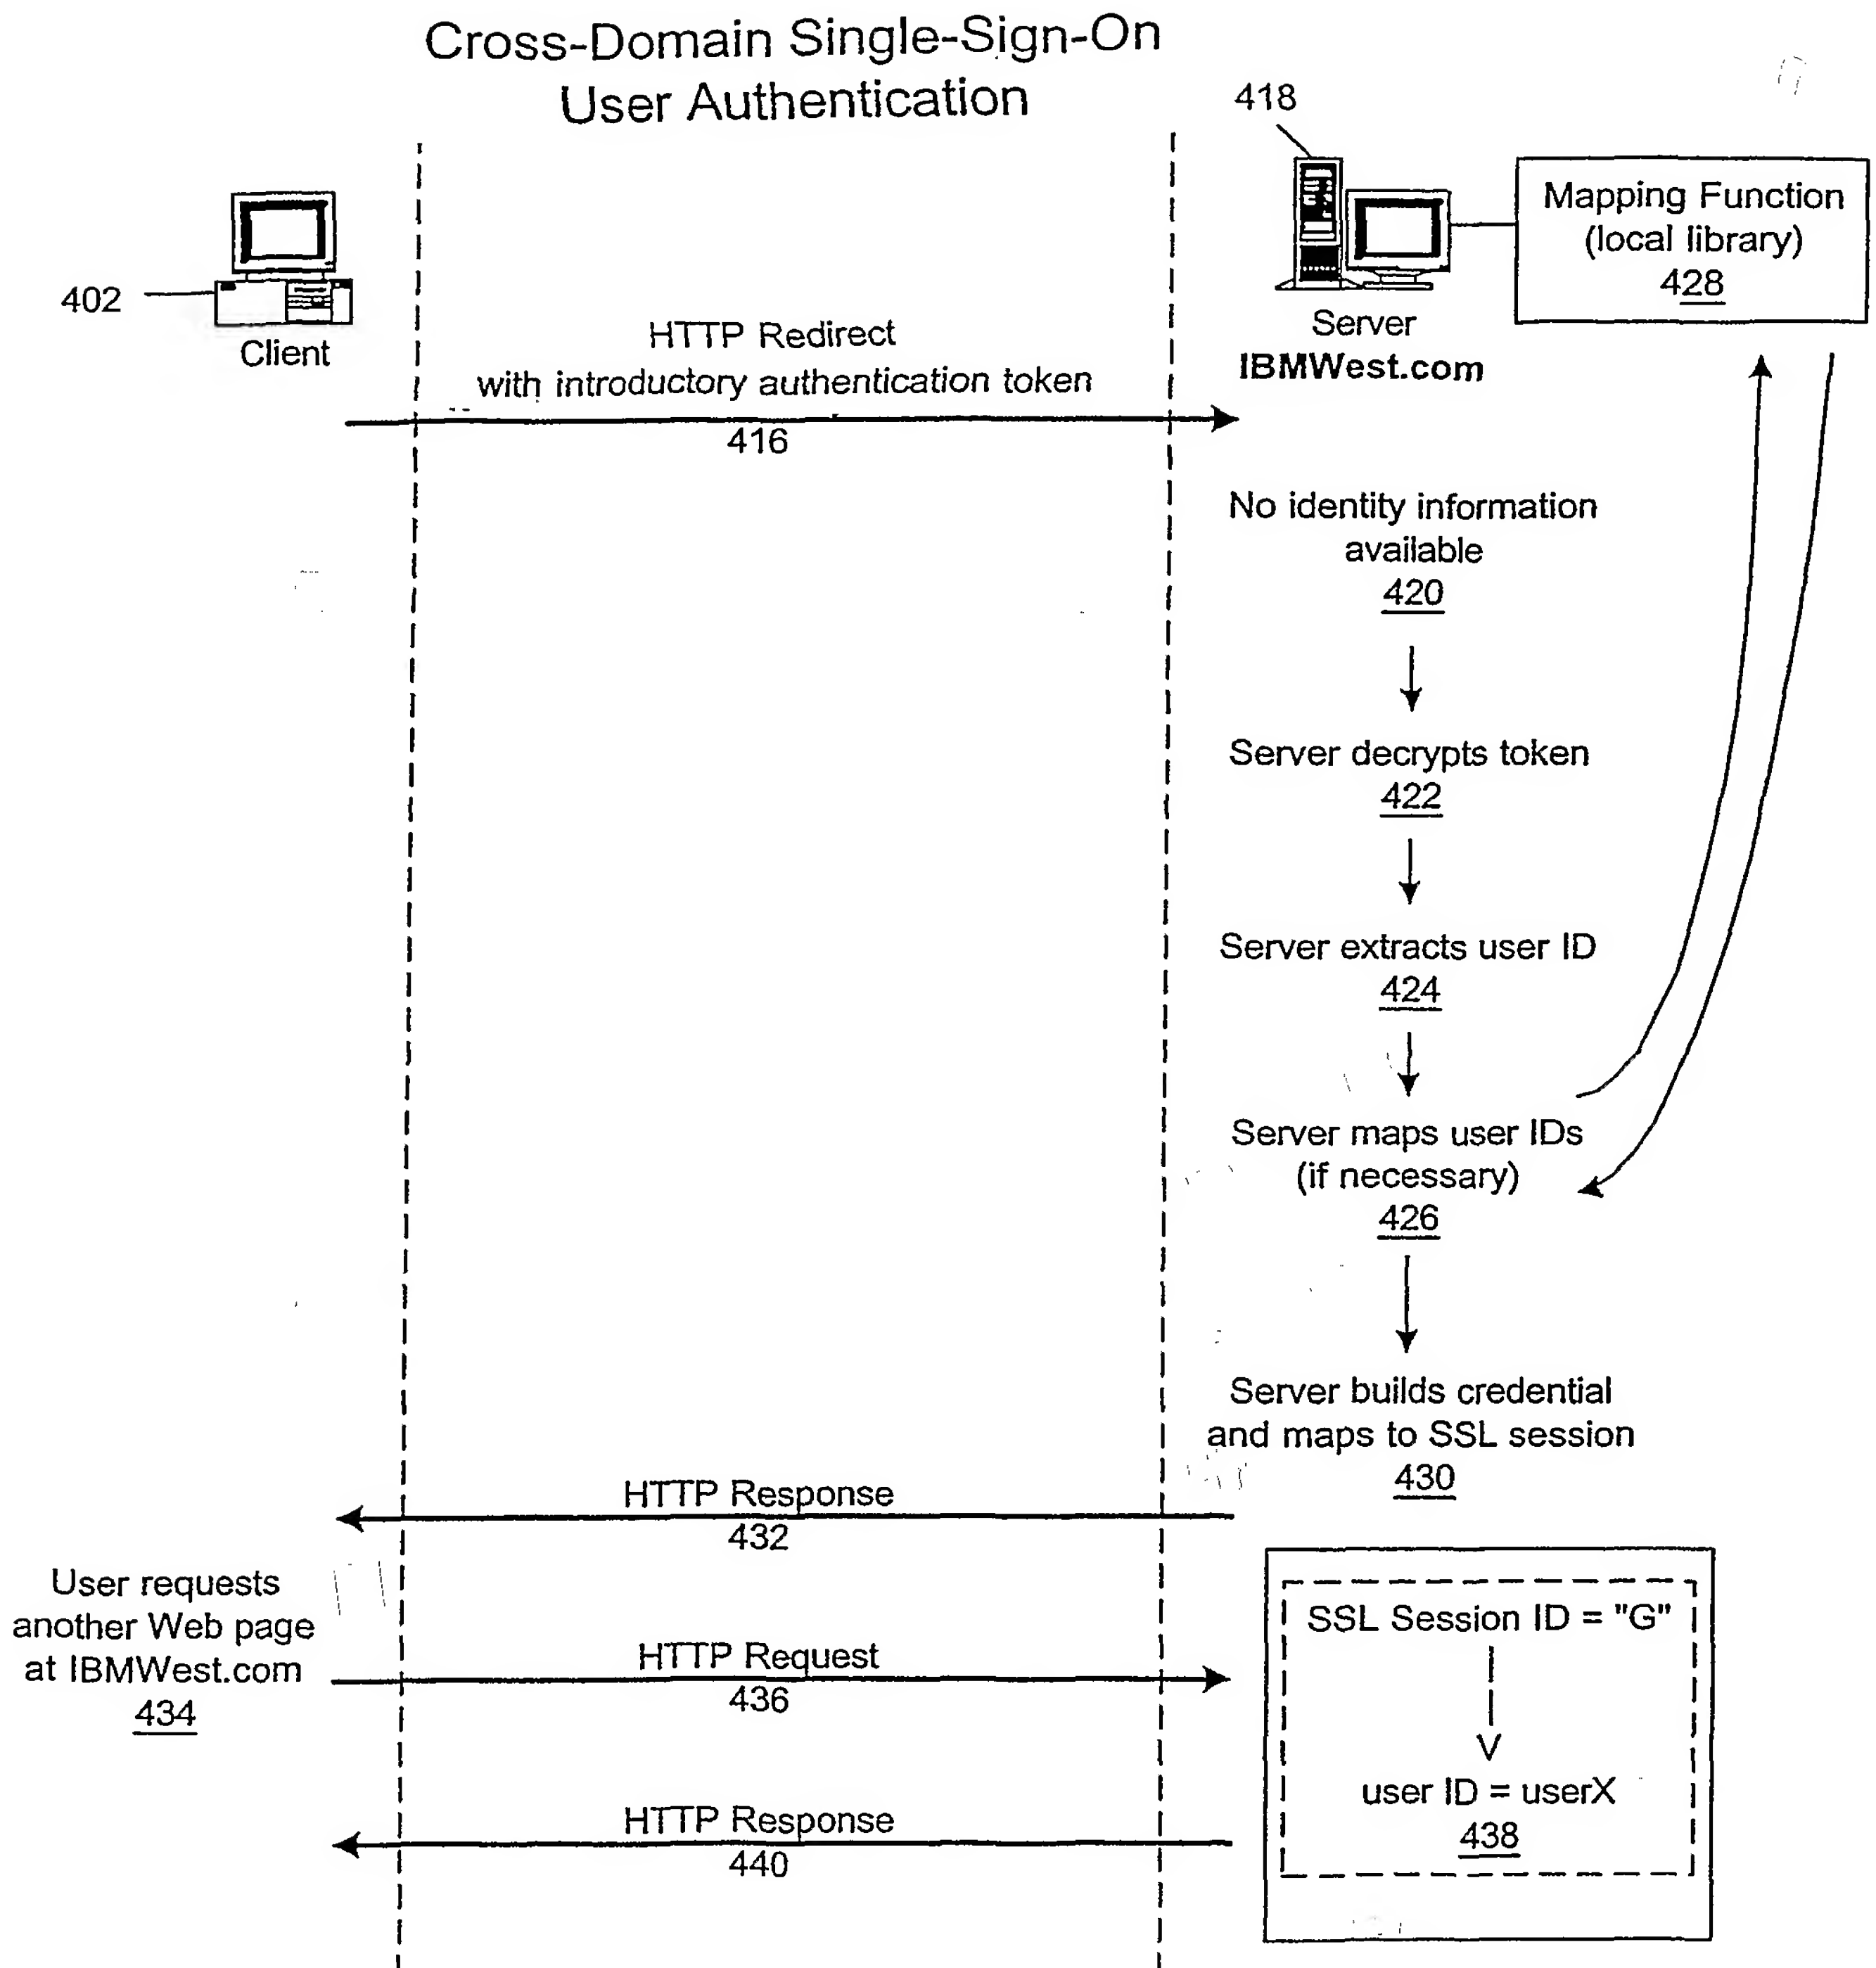 Cross-Domain Single-Sign-On
User Authentication
418
Mapping Function
(local library)
428
402
Client
Server
IBMWest.com
HTTP Redirect
with introductory authentication token
416
No identity information
available
420
Server decrypts token
422
Server extracts user ID
424
Server maps user IDs
(if necessary)
426
Server builds credential
and maps to SSL session
430
HTTP Response
432
User requests
another Web page
at IBMWest.com
434
HTTP Request
436
SSL Session ID = "G"
user ID = userX
438
HTTP Response
440